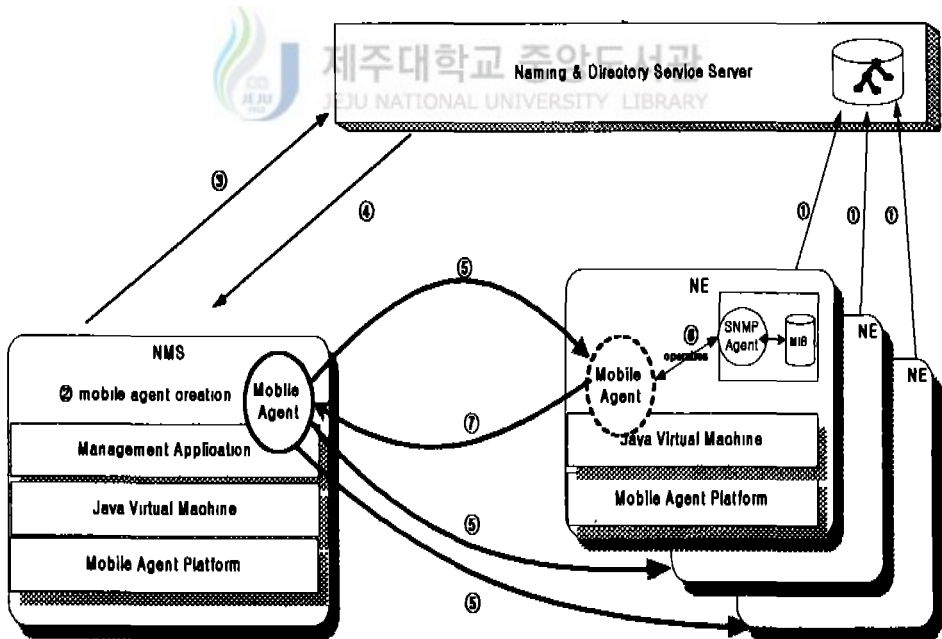 제주대학교 중앙도서관
JEJU NATIONAL UNIVERSITY LIBRARY
JEJU
1952
Naming & Directory Service Server
③
④
①
①
①
⑤
NE
SNMP
Agent
MIB
⑥
operation
NE
NE
NMS
② mobile agent creation
Mobile
Agent
Mobile
Agent
⑦
Management Application
Java Virtual Machine
Java Virtual Machine
Mobile Agent Platform
Mobile Agent Platform
⑤
⑤